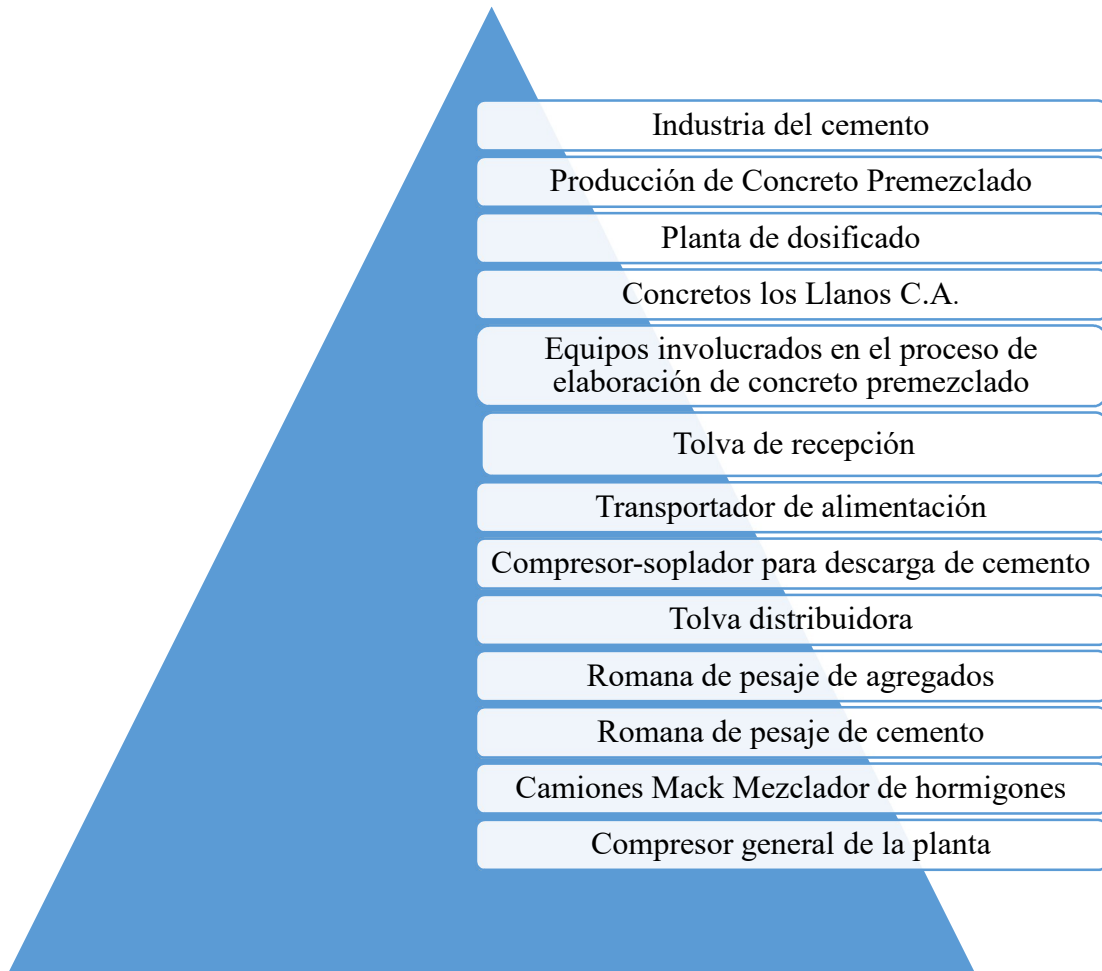 Industria del cemento
Producción de Concreto Premezclado
Planta de dosificado
Concretos los Llanos C.A.
Equipos involucrados en el proceso de
elaboración de concreto premezclado
Tolva de recepción
Transportador de alimentación
Compresor-soplador para descarga de cemento
Tolva distribuidora
Romana de pesaje de agregados
Romana de pesaje de cemento
Camiones Mack Mezclador de hormigones
Compresor general de la planta